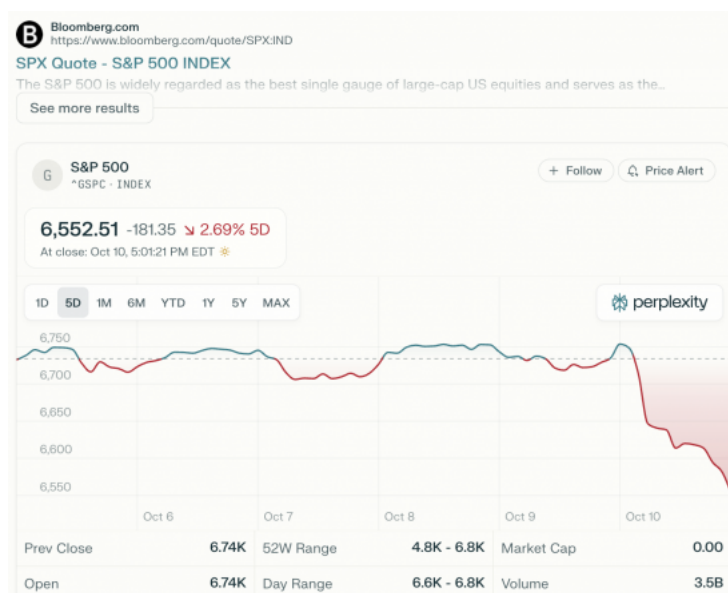 B
Bloomberg.com
https://www.bloomberg.com/quote/SPX:IND
SPX Quote - S&P 500 INDEX
The S&P 500 is widely regarded as the best single gauge of large-cap US equities and serves as the...
See more results
G
S&P 500
^GSPC · INDEX
+ Follow
Price Alert
6,552.51 -181.35 ↘ 2.69% 5D
At close: Oct 10, 5:01:21 PM EDT
1D 5D 1M 6M YTD 1Y 5Y MAX
perplexity
6,750
6,700
6,650
6,600
6,550
Oct 6 Oct 7 Oct 8 Oct 9 Oct 10
Prev Close 6.74K 52W Range 4.8K - 6.8K Market Cap 0.00
Open 6.74K Day Range 6.6K - 6.8K Volume 3.5B